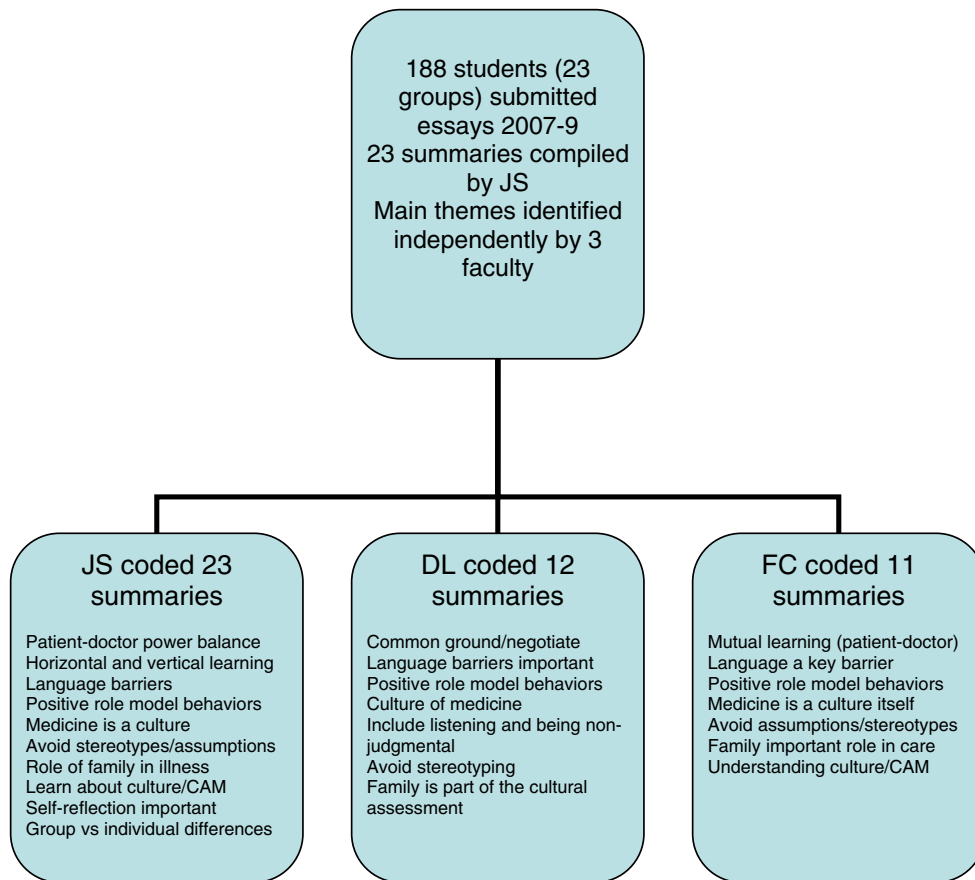 188 students (23
groups) submitted
essays 2007-9
23 summaries compiled
by JS
Main themes identified
independently by 3
faculty
JS coded 23
summaries
Patient-doctor power balance
Horizontal and vertical learning
Language barriers
Positive role model behaviors
Medicine is a culture
Avoid stereotypes/assumptions
Role of family in illness
Learn about culture/CAM
Self-reflection important
Group vs individual differences
DL coded 12
summaries
Common ground/negotiate
Language barriers important
Positive role model behaviors
Culture of medicine
Include listening and being non-
judgmental
Avoid stereotyping
Family is part of the cultural
assessment
FC coded 11
summaries
Mutual learning (patient-doctor)
Language a key barrier
Positive role model behaviors
Medicine is a culture itself
Avoid assumptions/stereotypes
Family important role in care
Understanding culture/CAM